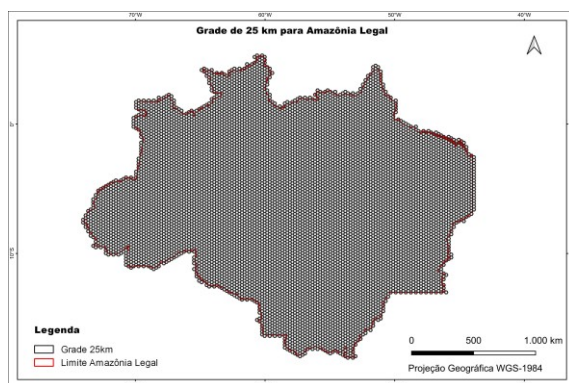 70°W 60°W 50°W 40°W
Grade de 25 km para Amazônia Legal
0°
10°S
Legenda
Grade 25km
Limite Amazônia Legal
0 500 1.000 km
Projeção Geográfica WGS-1984